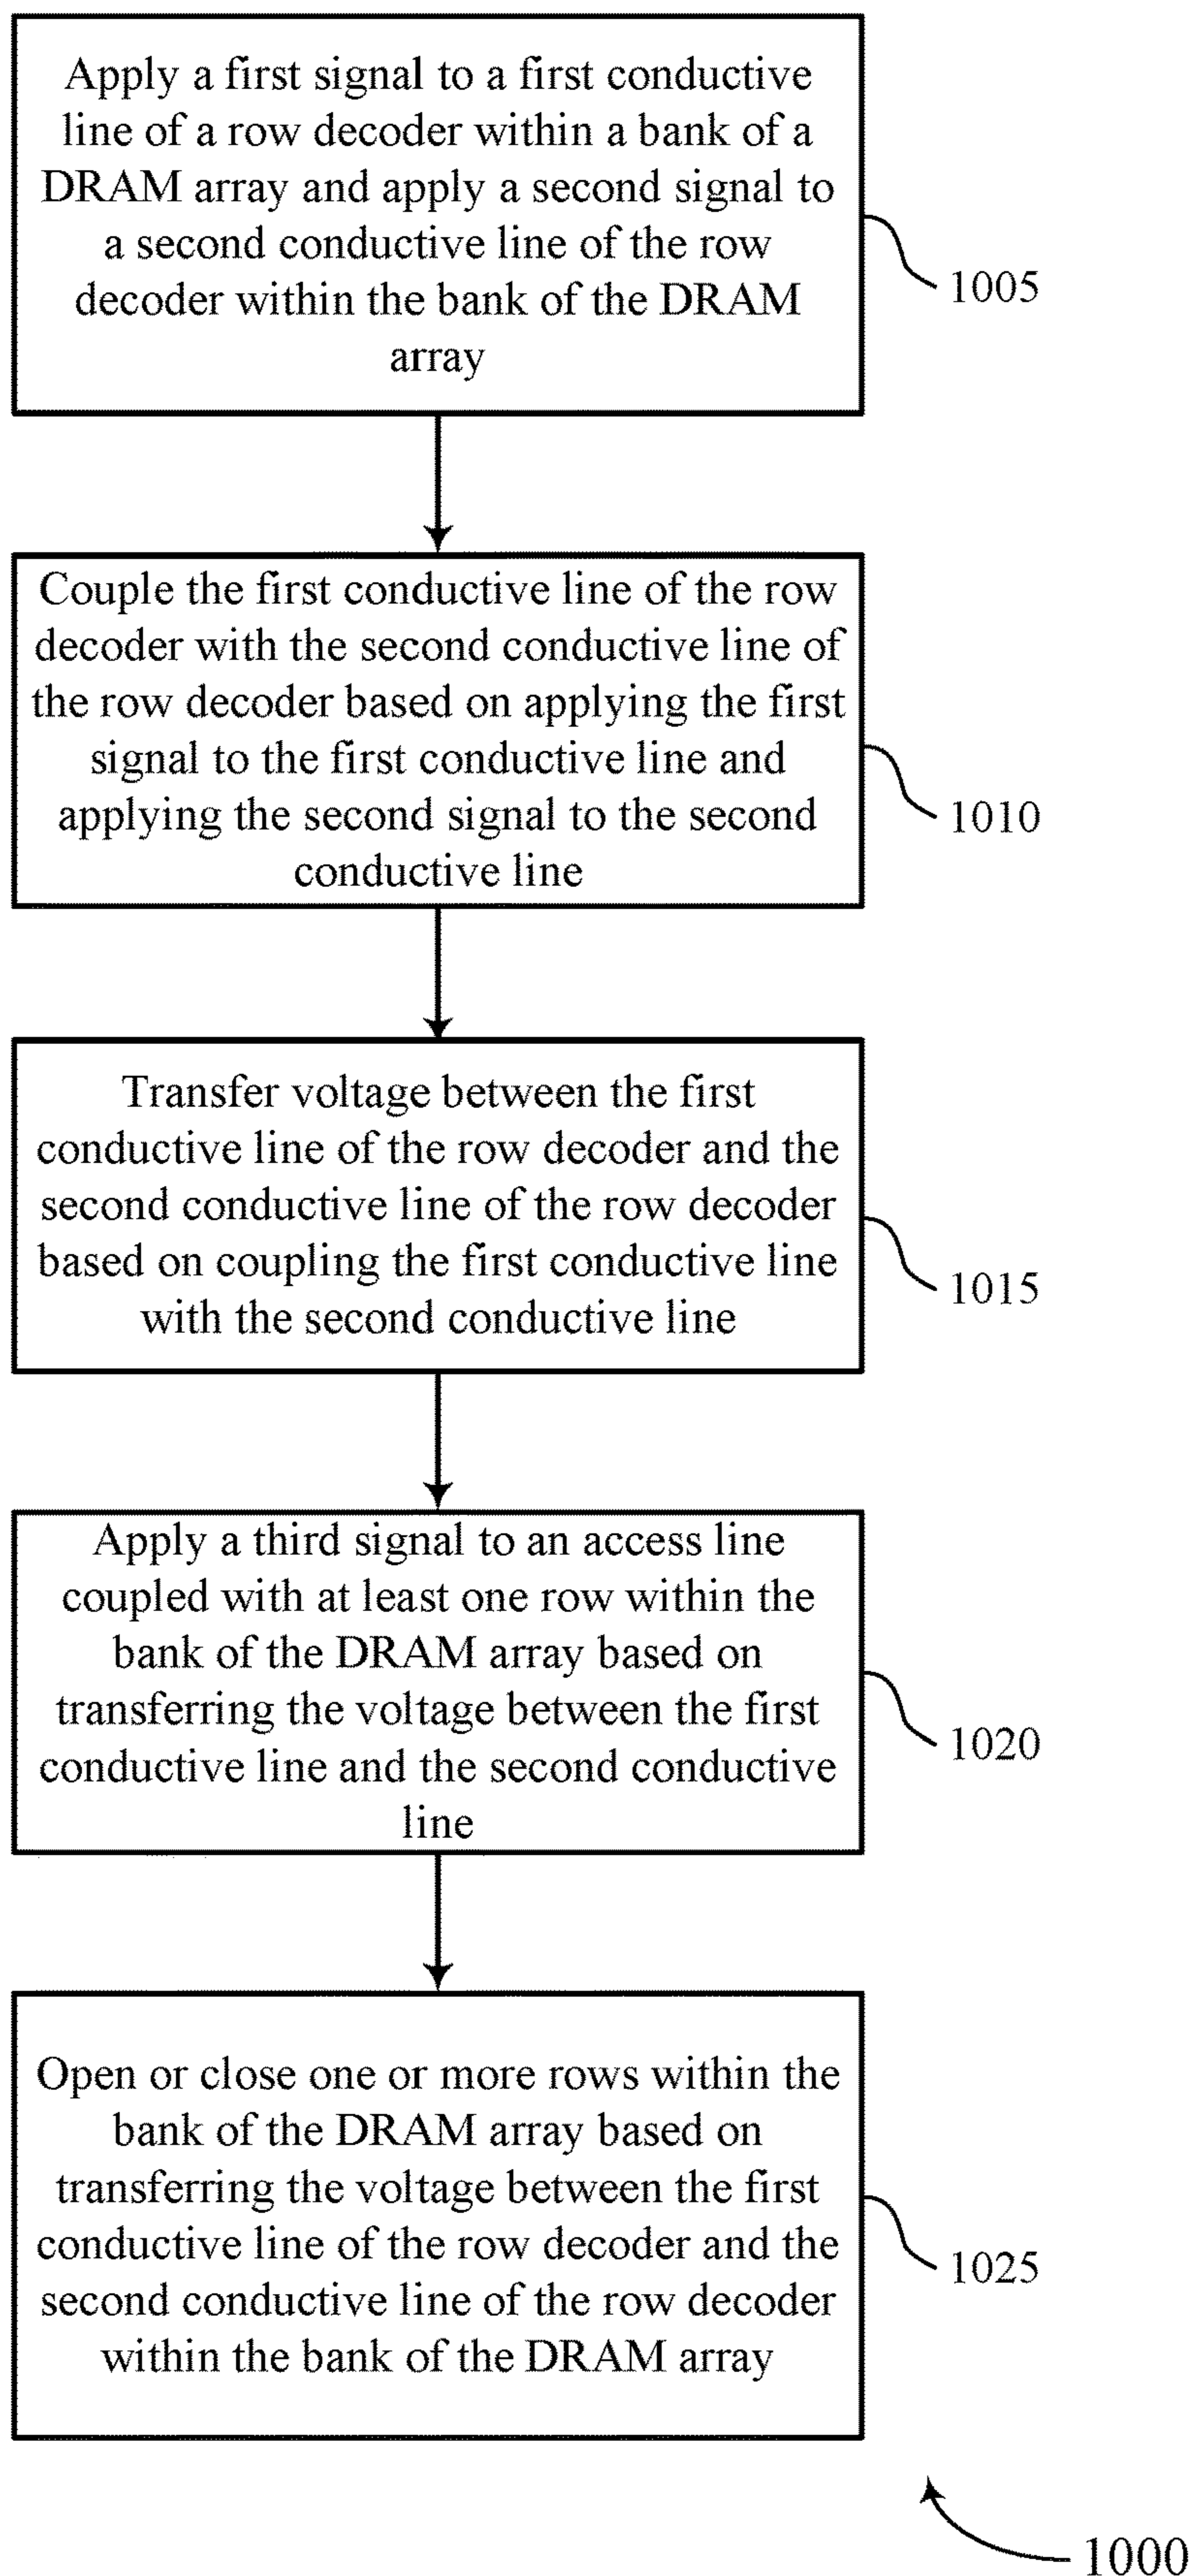 Apply a first signal to a first conductive
line of a row decoder within a bank of a
DRAM array and apply a second signal to
a second conductive line of the row
decoder within the bank of the DRAM
array
1005
Couple the first conductive line of the row
decoder with the second conductive line of
the row decoder based on applying the first
signal to the first conductive line and
applying the second signal to the second
conductive line
1010
Transfer voltage between the first
conductive line of the row decoder and the
second conductive line of the row decoder
based on coupling the first conductive line
with the second conductive line
1015
Apply a third signal to an access line
coupled with at least one row within the
bank of the DRAM array based on
transferring the voltage between the first
conductive line and the second conductive
line
1020
Open or close one or more rows within the
bank of the DRAM array based on
transferring the voltage between the first
conductive line of the row decoder and the
second conductive line of the row decoder
within the bank of the DRAM array
1025
1000